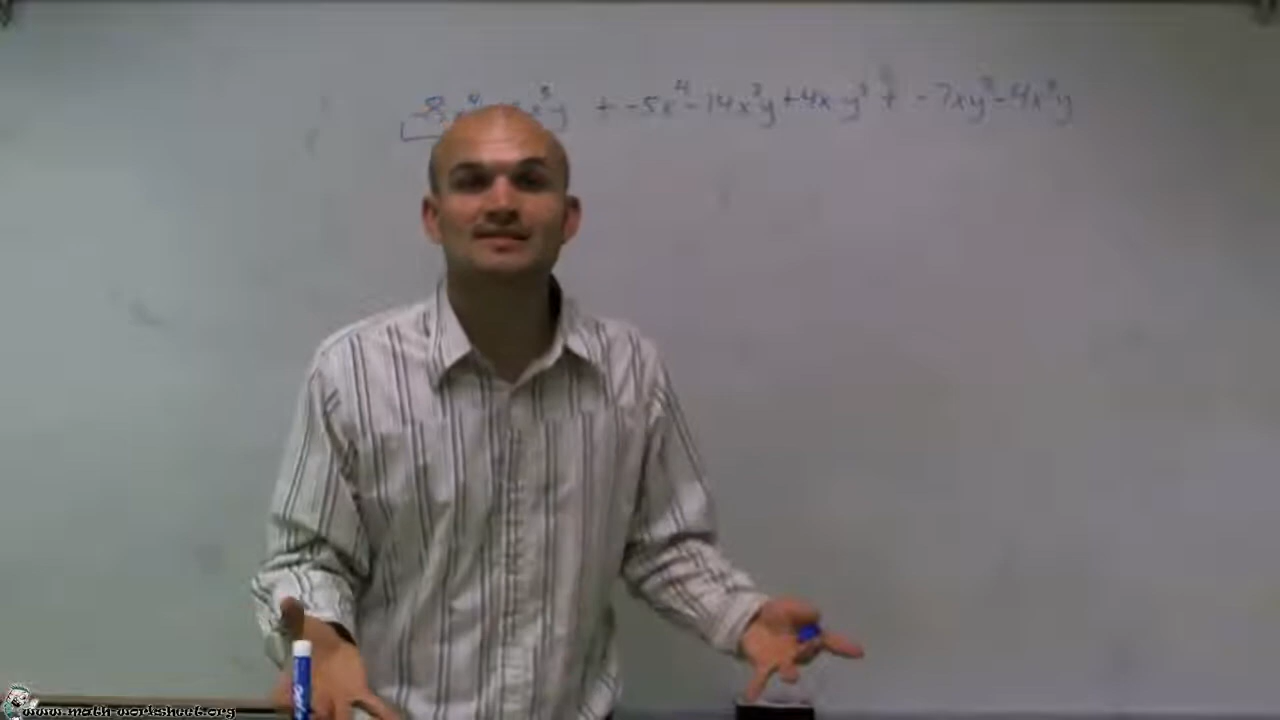 + -5x⁴ - 14x³y + 4x y³ + - 7xy³ - 4x³y
www.math-worksheet.org